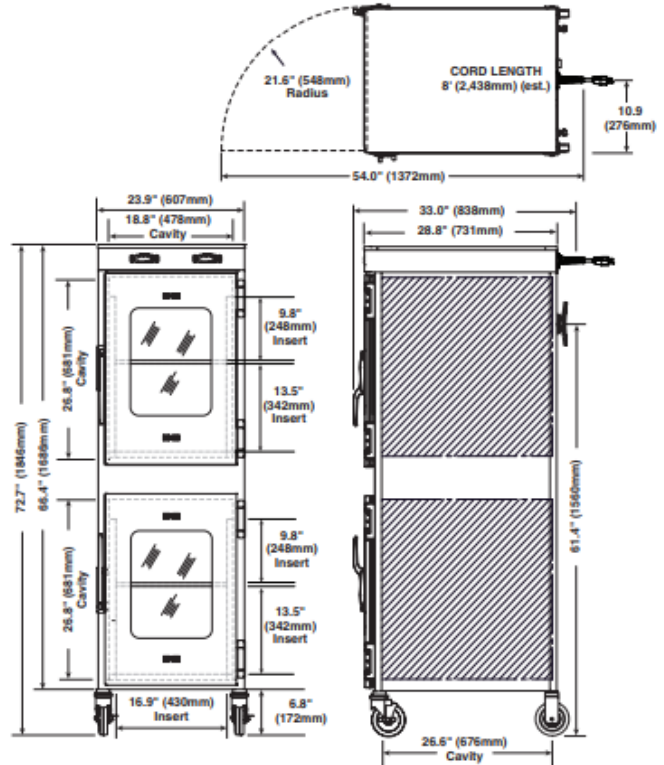 21.6" (548mm)
Radius
CORD LENGTH
8' (2,438mm) (est.)
10.9
(276mm)
54.0" (1372mm)
23.9" (607mm)
18.8" (478mm)
Cavity
33.0" (838mm)
28.8" (731mm)
9.8"
(248mm)
Insert
13.5"
(342mm)
Insert
26.8" (681mm)
Cavity
72.7" (1846mm)
66.4" (1686mm)
61.4" (1560mm)
9.8"
(248mm)
Insert
13.5"
(342mm)
Insert
26.8" (681mm)
Cavity
16.9" (430mm)
Insert
6.8"
(172mm)
26.6" (676mm)
Cavity